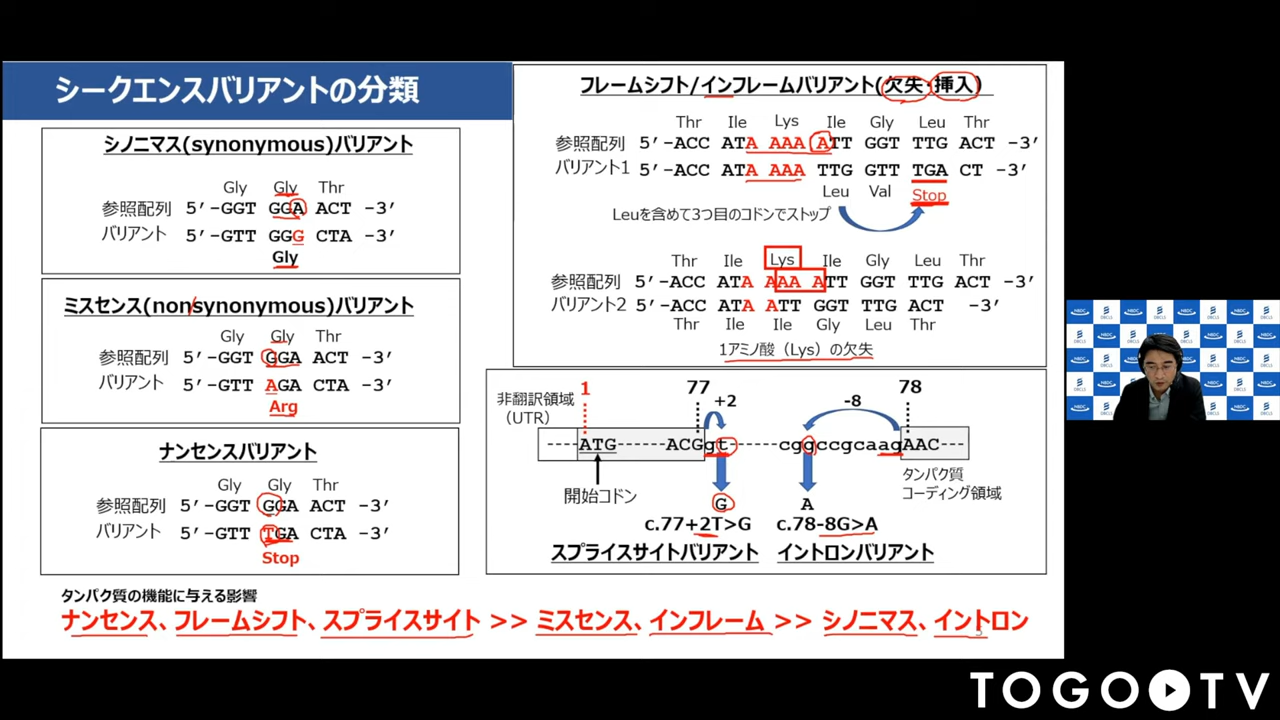 シークエンスバリアントの分類
シノニマス(synonymous)バリアント
Gly Gly Thr
参照配列 5’-GGT GGA ACT -3’
バリアント 5’-GTT GGG CTA -3’
Gly
ミスセンス(nonsynonymous)バリアント
Gly Gly Thr
参照配列 5’-GGT GGA ACT -3’
バリアント 5’-GTT AGA CTA -3’
Arg
ナンセンスバリアント
Gly Gly Thr
参照配列 5’-GGT GGA ACT -3’
バリアント 5’-GTT TGA CTA -3’
Stop
フレームシフト/インフレームバリアント(欠失・挿入)
Thr Ile Lys Ile Gly Leu Thr
参照配列 5’-ACC ATA AAA ATT GGT TTG ACT -3’
バリアント1 5’-ACC ATA AAA TTG GTT TGA CT -3’
Leu Val Stop
Leuを含めて3つ目のコドンでストップ
Thr Ile Lys Ile Gly Leu Thr
参照配列 5’-ACC ATA AAA ATT GGT TTG ACT -3’
バリアント2 5’-ACC ATA ATT GGT TTG ACT -3’
Thr Ile Ile Gly Leu Thr
1アミノ酸（Lys）の欠失
非翻訳領域 1 77 +2 -8 78
（UTR）
----ATG ACGgt-----cggccgcaagAAC---
開始コドン
タンパク質
コーディング領域
G A
c.77+2T>G c.78-8G>A
スプライスサイトバリアント イントロンバリアント
タンパク質の機能に与える影響
ナンセンス、フレームシフト、スプライスサイト >> ミスセンス、インフレーム >> シノニマス、イントロン
TOGO TV